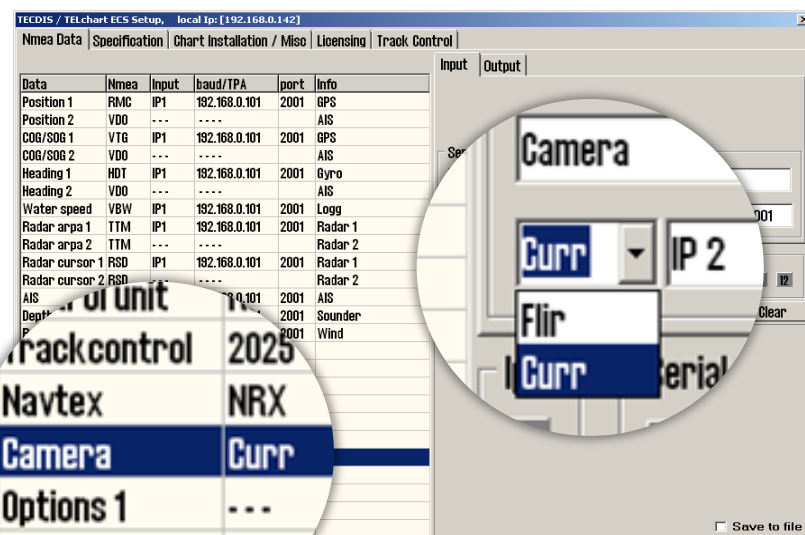 TECDIS / TELchart ECS Setup, local Ip: [192.168.0.142]
Nmea Data Specification Chart Installation / Misc Licensing Track Control
Input Output
Data Nmea Input baud/TPA port Info
Position 1 RMC IP1 192.168.0.101 2001 GPS
Position 2 VDO --- ---- AIS
COG/SOG 1 VTG IP1 192.168.0.101 2001 GPS
COG/SOG 2 VDO --- ---- AIS
Heading 1 HDT IP1 192.168.0.101 2001 Gyro
Heading 2 VDO --- ---- AIS
Water speed VBW IP1 192.168.0.101 2001 Logg
Radar arpa 1 TTM IP1 192.168.0.101 2001 Radar 1
Radar arpa 2 TTM --- ---- Radar 2
Radar cursor 1 RSD IP1 192.168.0.101 2001 Radar 1
Radar cursor 2 RSD Radar 2
AIS 2001 AIS
2001 Sounder
2001 Wind
unit
Trackcontrol 2025
Navtex NRX
Camera Curr
Options 1 ---
Camera
Curr IP 2
Flir
Curr
12
Clear
Save to file